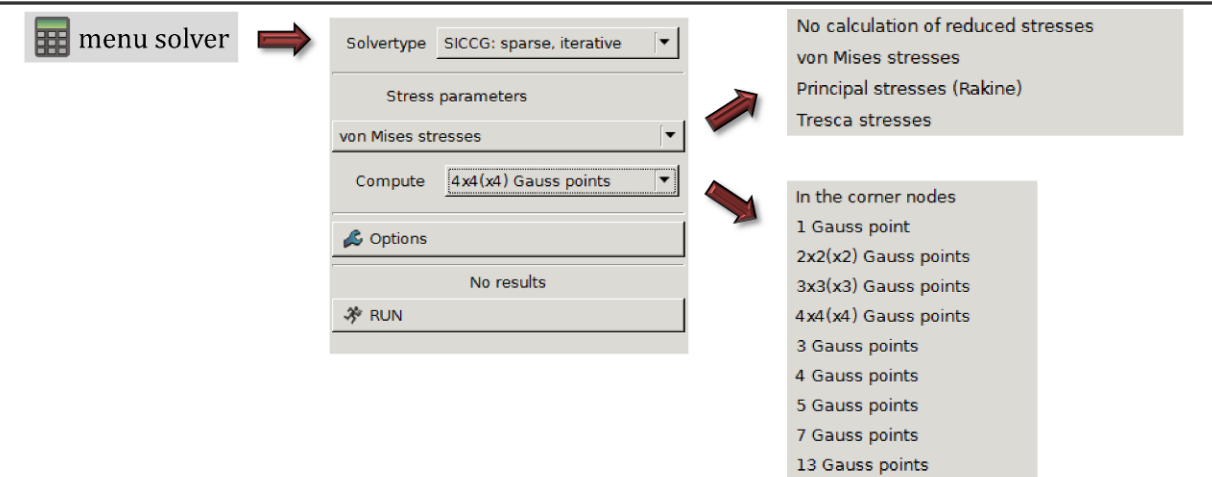 menu solver
Solvertype SICCG: sparse, iterative
Stress parameters
von Mises stresses
Compute 4x4(x4) Gauss points
Options
No results
RUN
No calculation of reduced stresses
von Mises stresses
Principal stresses (Rakine)
Tresca stresses
In the corner nodes
1 Gauss point
2x2(x2) Gauss points
3x3(x3) Gauss points
4x4(x4) Gauss points
3 Gauss points
4 Gauss points
5 Gauss points
7 Gauss points
13 Gauss points